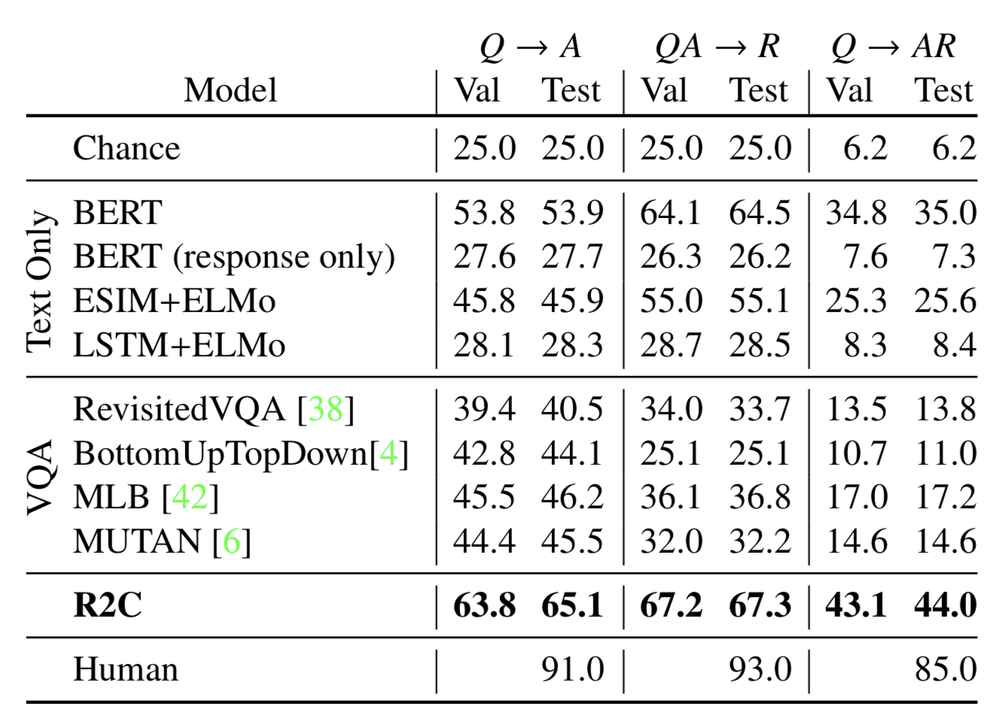 Q → A QA → R Q → AR
Model Val Test Val Test Val Test
Chance 25.0 25.0 25.0 25.0 6.2 6.2
Text Only
BERT 53.8 53.9 64.1 64.5 34.8 35.0
BERT (response only) 27.6 27.7 26.3 26.2 7.6 7.3
ESIM+ELMo 45.8 45.9 55.0 55.1 25.3 25.6
LSTM+ELMo 28.1 28.3 28.7 28.5 8.3 8.4
VQA
RevisitedVQA [38] 39.4 40.5 34.0 33.7 13.5 13.8
BottomUpTopDown[4] 42.8 44.1 25.1 25.1 10.7 11.0
MLB [42] 45.5 46.2 36.1 36.8 17.0 17.2
MUTAN [6] 44.4 45.5 32.0 32.2 14.6 14.6
R2C 63.8 65.1 67.2 67.3 43.1 44.0
Human 91.0 93.0 85.0